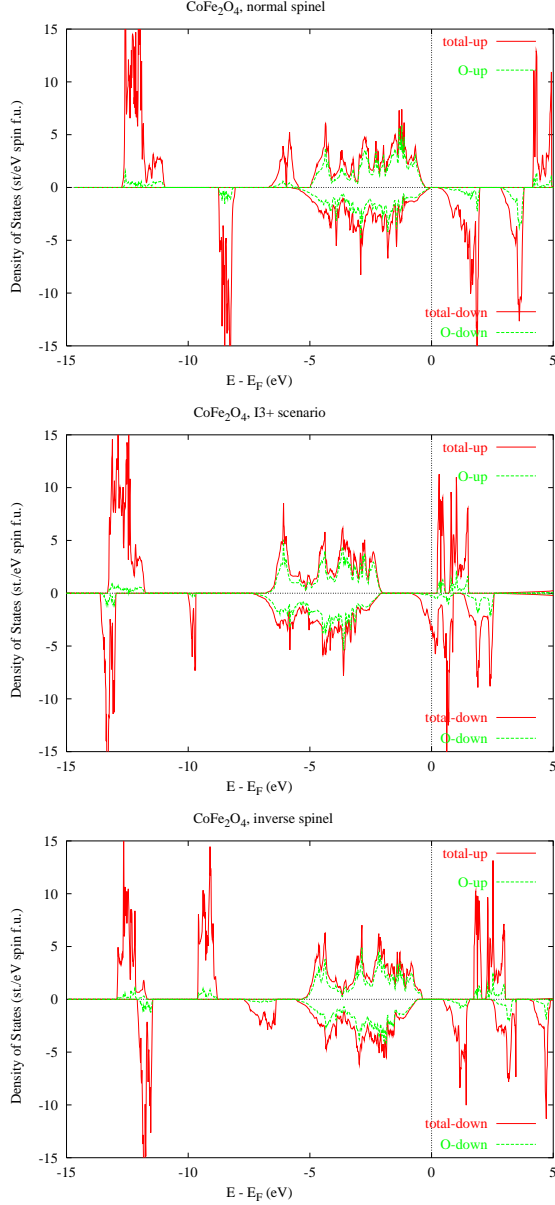 CoFe2O4, normal spinel
Density of States (st/eV spin f.u.)
15
10
5
0
-5
-10
-15
-15
-10
-5
0
5
E - EF (eV)
total-up
O-up
total-down
O-down
CoFe2O4, I3+ scenario
Density of States (st./eV spin f.u.)
15
10
5
0
-5
-10
-15
-15
-10
-5
0
5
E - EF (eV)
total-up
O-up
total-down
O-down
CoFe2O4, inverse spinel
Density of States (st./eV spin f.u.)
15
10
5
0
-5
-10
-15
-15
-10
-5
0
5
E - EF (eV)
total-up
O-up
total-down
O-down